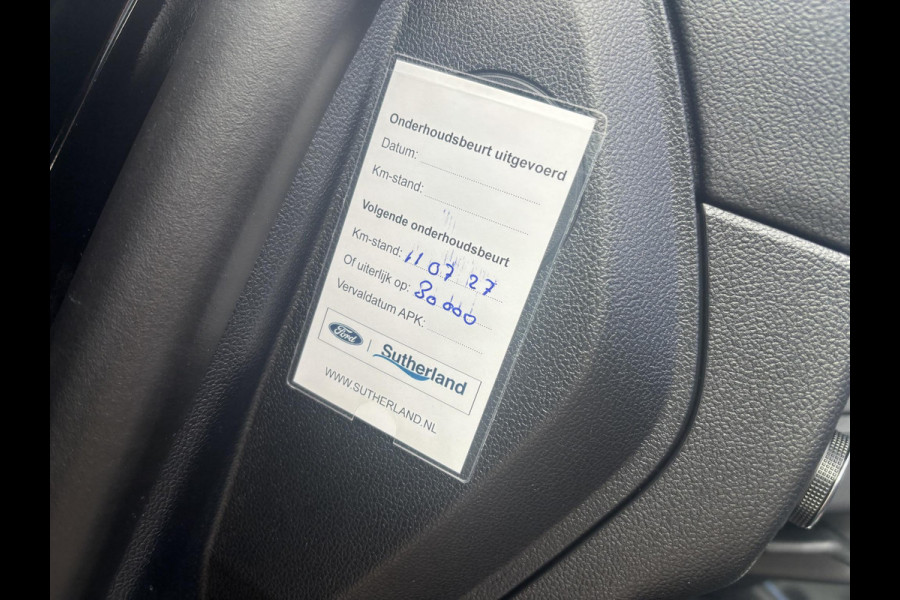 Onderhoudsbeurt uitgevoerd
Datum:
Km-stand:
Volgende onderhoudsbeurt
Km-stand: 11 07 27
Of uiterlijk op: 80 000
Vervaldatum APK:
Ford | Sutherland
WWW.SUTHERLAND.NL